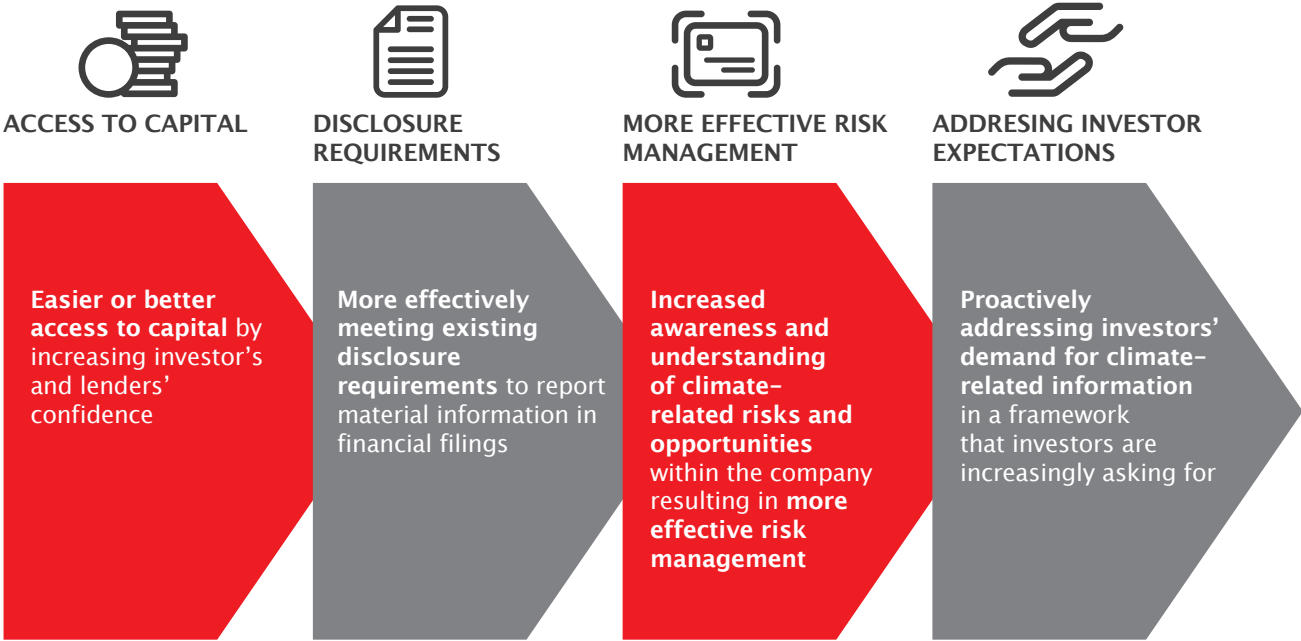 ACCESS TO CAPITAL
DISCLOSURE
REQUIREMENTS
MORE EFFECTIVE RISK
MANAGEMENT
ADDRESING INVESTOR
EXPECTATIONS
Easier or better
access to capital by
increasing investor's
and lenders'
confidence
More effectively
meeting existing
disclosure
requirements to report
material information in
financial filings
Increased
awareness and
understanding
of climate–
related risks and
opportunities
within the company
resulting in more
effective risk
management
Proactively
addressing investors'
demand for climate–
related information
in a framework
that investors are
increasingly asking for